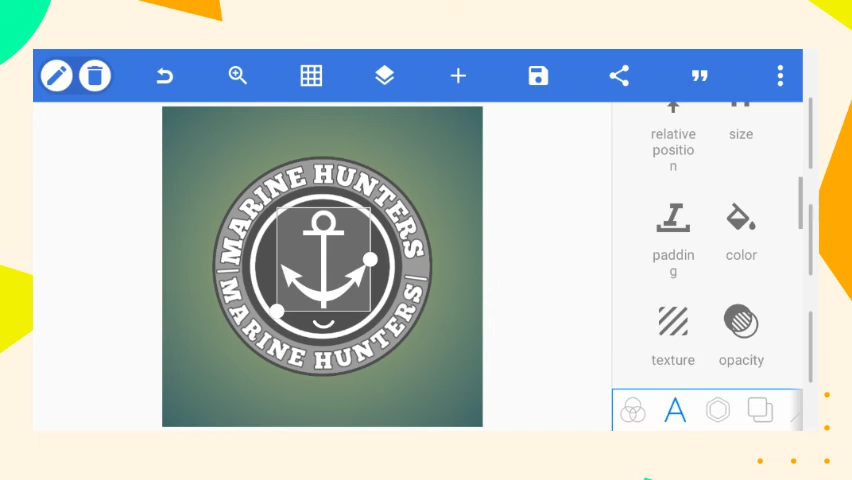 MARINE HUNTERS
MARINE HUNTERS
relative
positio
n
size
paddin
g
color
texture
opacity